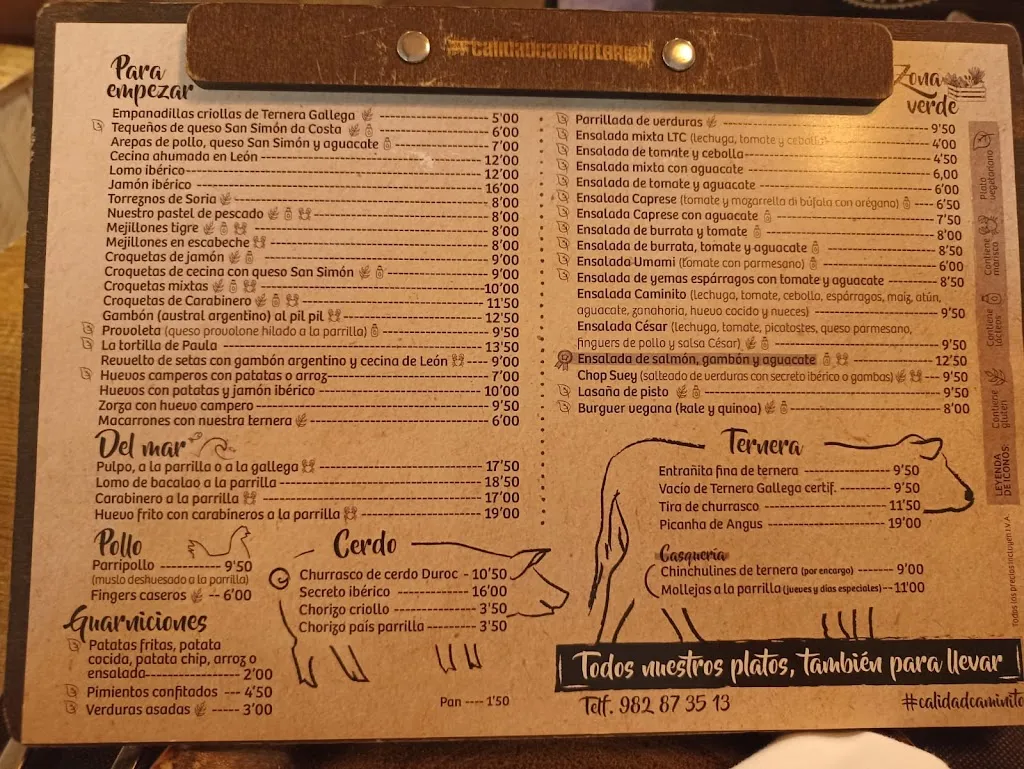 #calidadcaminito
Para
empezar
Empanadillas criollas de Ternera Gallega 5'00
Tequeños de queso San Simón da Costa 6'00
Arepas de pollo, queso San Simón y aguacate 7'00
Cecina ahumada en León 12'00
Lomo ibérico 12'00
Jamón ibérico 16'00
Torreznos de Soria 8'00
Nuestro pastel de pescado 8'00
Mejillones tigre 8'00
Mejillones en escabeche 8'00
Croquetas de jamón 9'00
Croquetas de cecina con queso San Simón 9'00
Croquetas mixtas 10'00
Croquetas de Carabinero 11'50
Gambón (austral argentino) al pil pil 12'50
Provoleta (queso provolone hilado a la parrilla) 9'50
La tortilla de Paula 13'50
Revuelto de setas con gambón argentino y cecina de León 9'00
Huevos camperos con patatas o arroz 7'00
Huevos con patatas y jamón ibérico 10'00
Zorza con huevo campero 9'50
Macarrones con nuestra ternera 6'00
Del mar
Pulpo, a la parrilla o a la gallega 17'50
Lomo de bacalao a la parrilla 18'50
Carabinero a la parrilla 17'00
Huevo frito con carabineros a la parrilla 19'00
Pollo
Parripollo 9'50
(muslo deshuesado a la parrilla)
Fingers caseros 6'00
Guarniciones
Patatas fritas, patata
cocida, patata chip, arroz o
ensalada 2'00
Pimientos confitados 4'50
Verduras asadas 3'00
Cerdo
Churrasco de cerdo Duroc 10'50
Secreto ibérico 16'00
Chorizo criollo 3'50
Chorizo país parrilla 3'50
Pan 1'50
Zona
verde
Parrillada de verduras 9'50
Ensalada mixta LTC (lechuga, tomate y cebolla) 4'00
Ensalada de tomate y cebolla 4'50
Ensalada mixta con aguacate 6,00
Ensalada de tomate y aguacate 6'00
Ensalada Caprese (tomate y mozarrella di búfala con orégano) 6'50
Ensalada Caprese con aguacate 7'50
Ensalada de burrata y tomate 8'00
Ensalada de burrata, tomate y aguacate 8'50
Ensalada Umami (tomate con parmesano) 6'00
Ensalada de yemas espárragos con tomate y aguacate 8'50
Ensalada Caminito (lechuga, tomate, cebolla, espárragos, maíz, atún,
aguacate, zanahoria, huevo cocido y nueces) 9'50
Ensalada César (lechuga, tomate, picatostes, queso parmesano,
finguers de pollo y salsa César) 9'50
Ensalada de salmón, gambón y aguacate 12'50
Chop Suey (salteado de verduras con secreto ibérico o gambas) 9'50
Lasaña de pisto 9'50
Burguer vegana (kale y quinoa) 8'00
Ternera
Entrañita fina de ternera 9'50
Vacío de Ternera Gallega certif. 9'50
Tira de churrasco 11'50
Picanha de Angus 19'00
Casquería
Chinchulines de ternera (por encargo) 9'00
Mollejas a la parrilla (jueves y días especiales) 11'00
Todos nuestros platos, también para llevar
Telf. 982 87 35 13
#calidadcaminito
LEYENDA
DE ICONOS:
Contiene
gluten
Contiene
lácteos
Contiene
marisco
Plato
vegetariano
Todos los precios incluyen I.V.A.